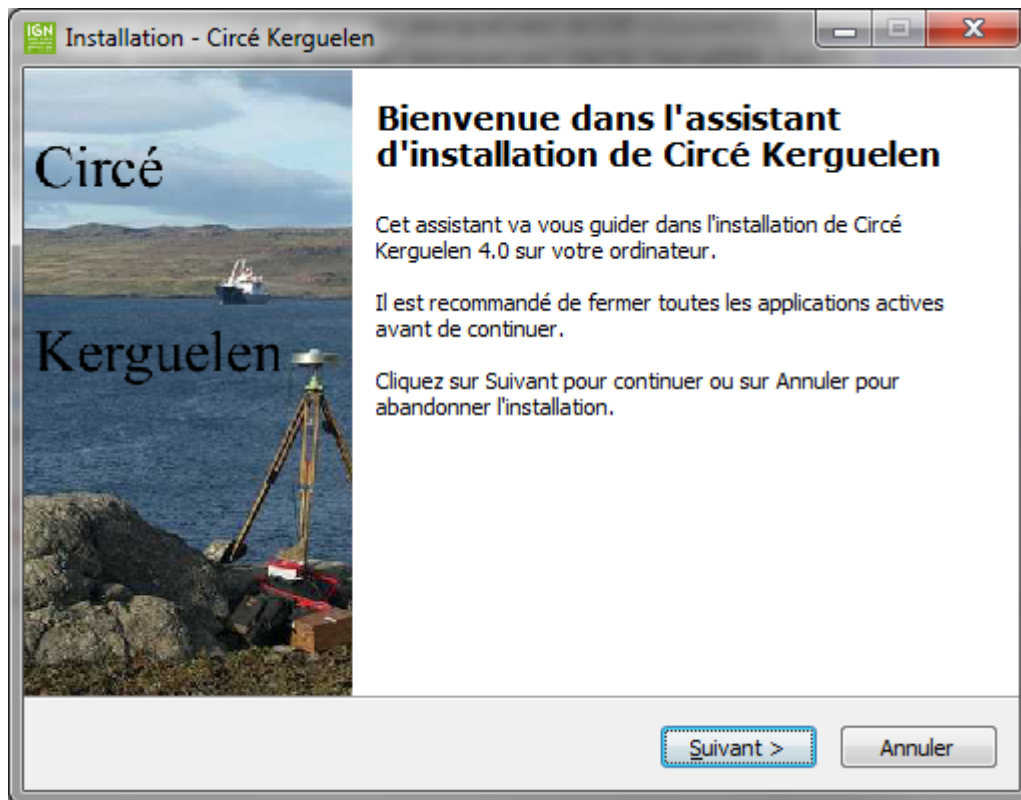 IGN
Installation - Circé Kerguelen
Circé
Kerguelen
Bienvenue dans l'assistant
d'installation de Circé Kerguelen
Cet assistant va vous guider dans l'installation de Circé
Kerguelen 4.0 sur votre ordinateur.
Il est recommandé de fermer toutes les applications actives
avant de continuer.
Cliquez sur Suivant pour continuer ou sur Annuler pour
abandonner l'installation.
Suivant >
Annuler